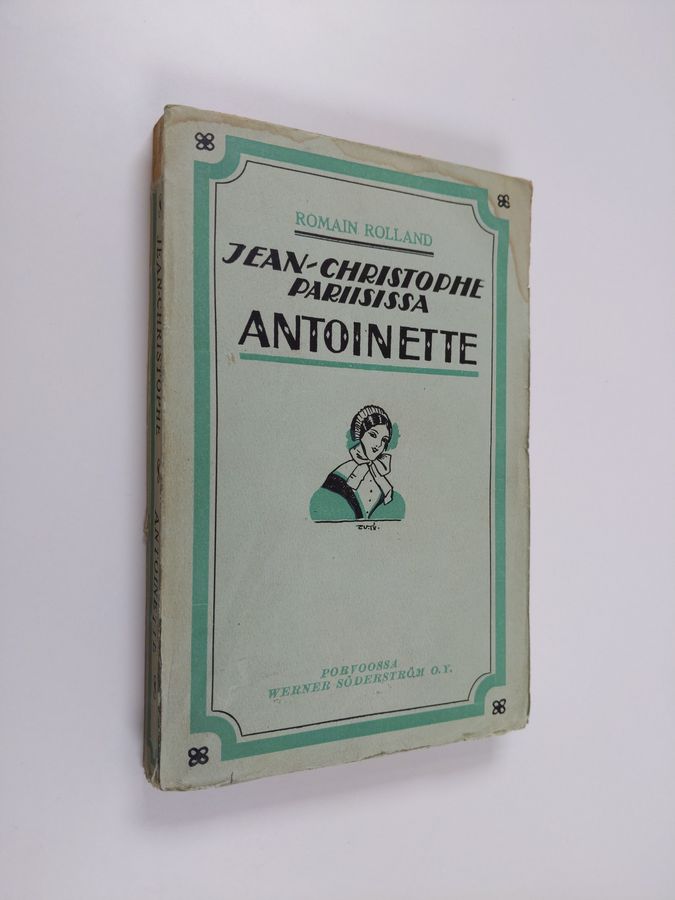 ROMAIN ROLLAND
JEAN-CHRISTOPHE
PARIISISSA
ANTOINETTE
PORVOOSSA
WERNER SÖDERSTRÖM O.Y.
JEAN-CHRISTOPHE
ANTOINETTE